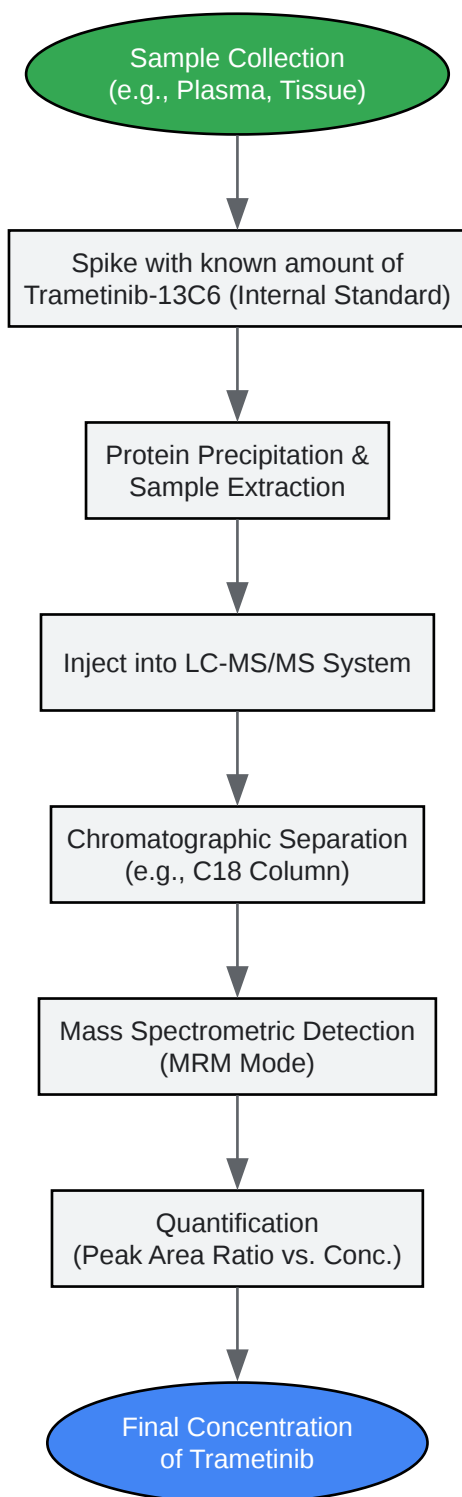 Sample Collection
(e.g., Plasma, Tissue)
Spike with known amount of
Trametinib-13C6 (Internal Standard)
Protein Precipitation &
Sample Extraction
Inject into LC-MS/MS System
Chromatographic Separation
(e.g., C18 Column)
Mass Spectrometric Detection
(MRM Mode)
Quantification
(Peak Area Ratio vs. Conc.)
Final Concentration
of Trametinib